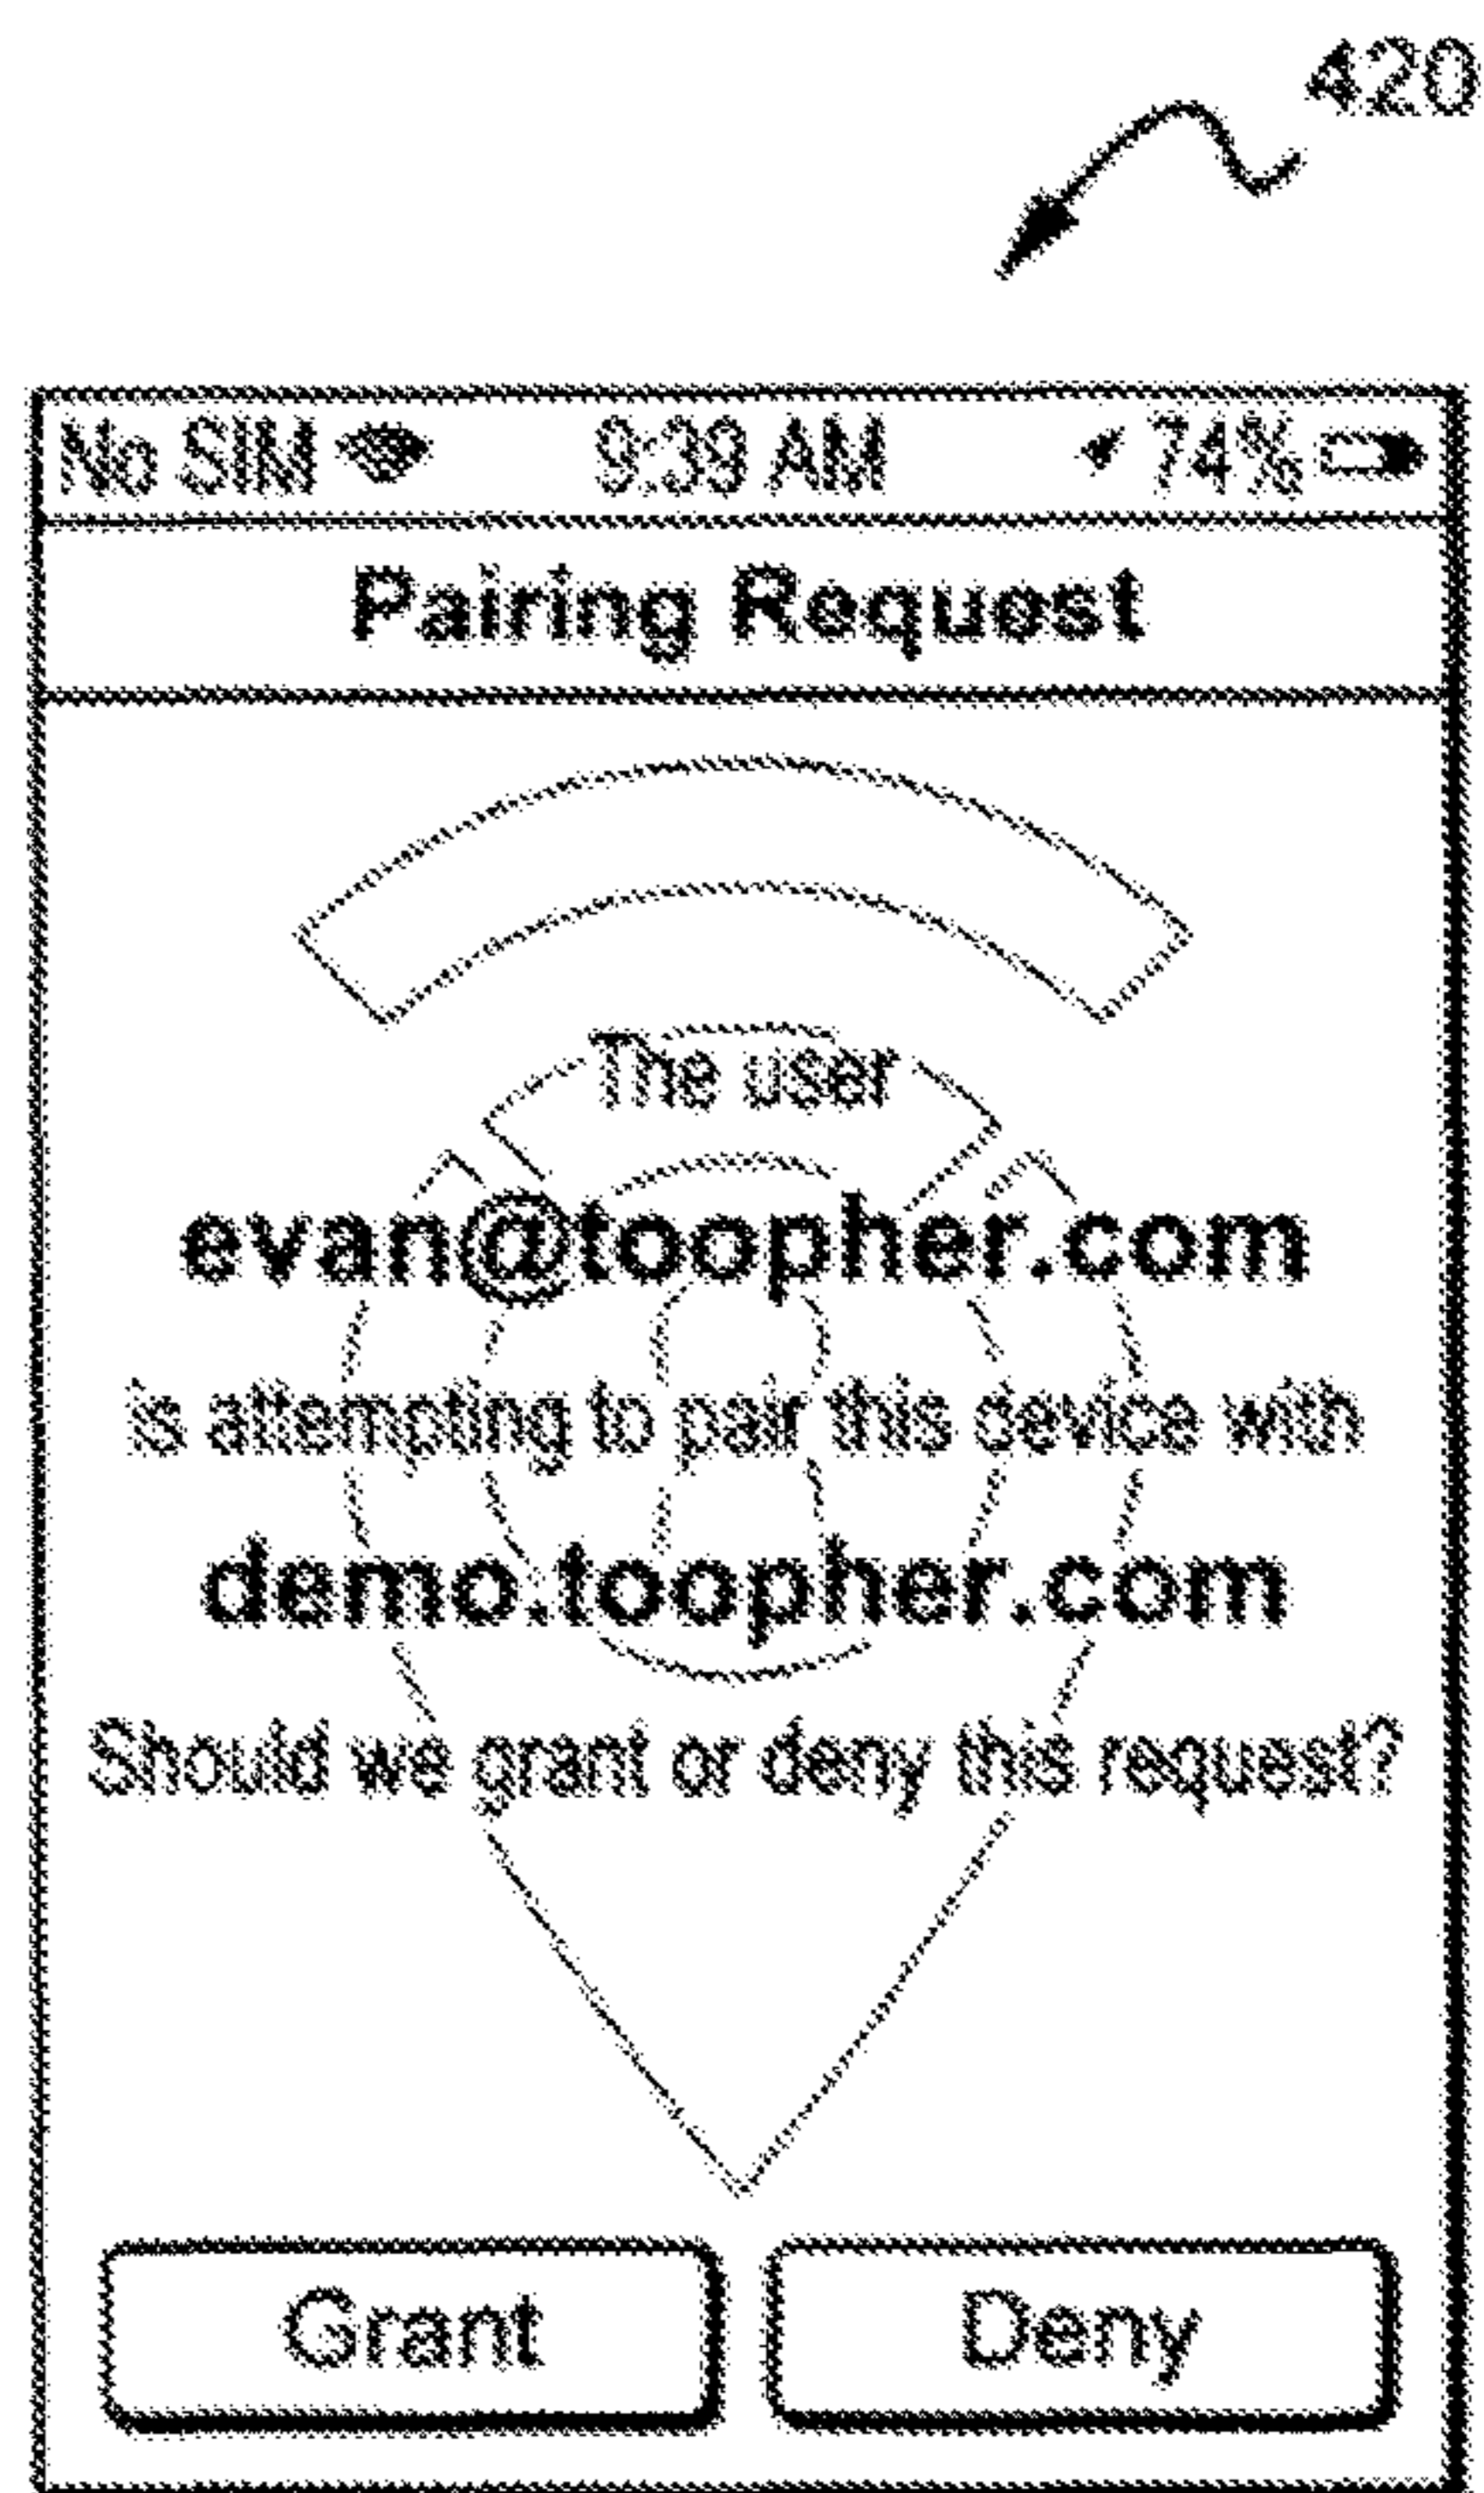 420
No SIM 9:39 AM 74%
Pairing Request
The user
evan@toopher.com
is attempting to pair this device with
demo.toopher.com
Should we grant or deny this request?
Grant Deny